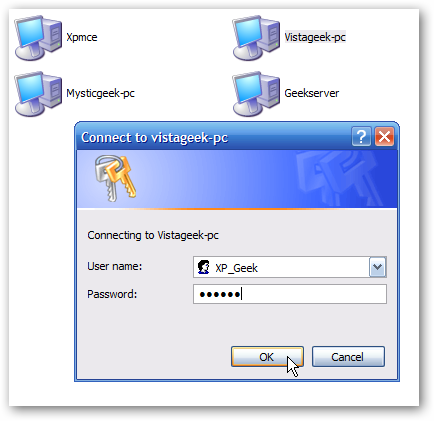 Xpmce
Vistageek-pc
Mysticgeek-pc
Geekserver
Connect to vistageek-pc
Connecting to Vistageek-pc
User name:
XP_Geek
Password:
●●●●●●
OK
Cancel